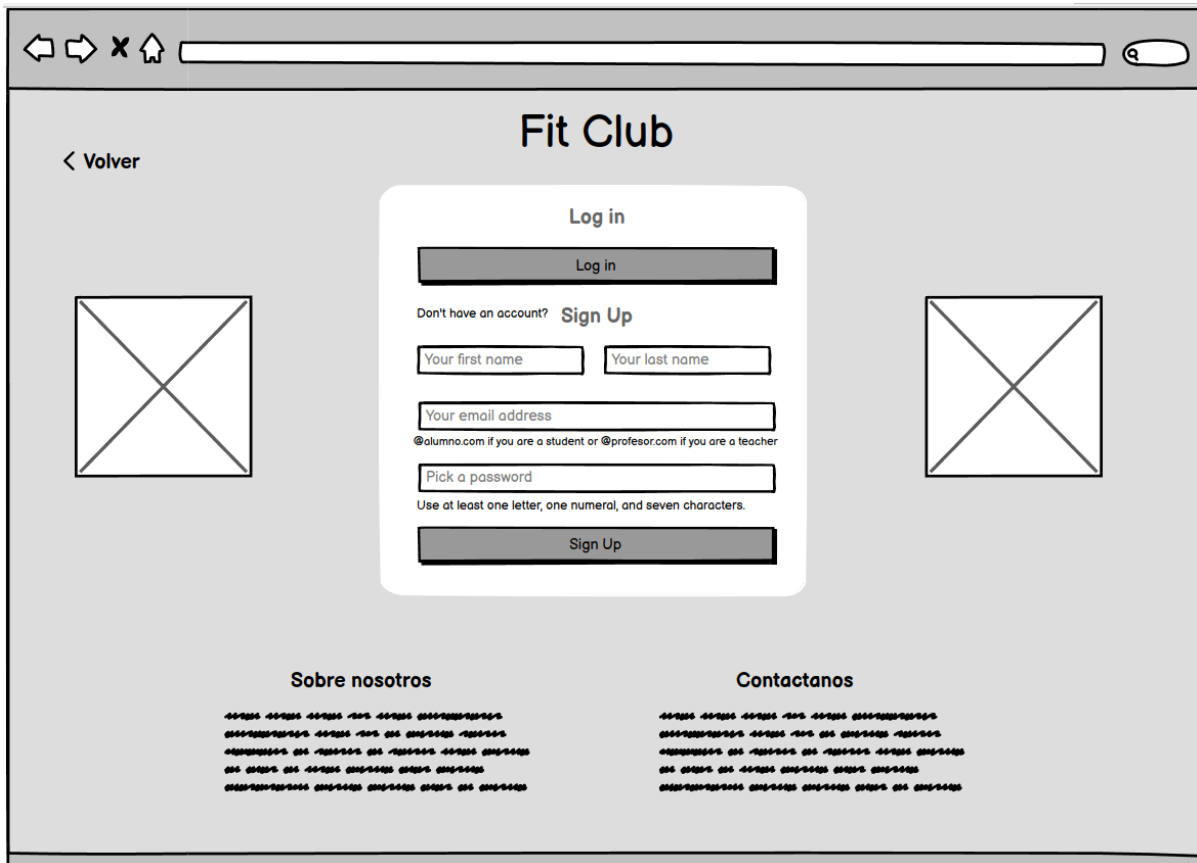 Fit Club
Volver
Log in
Log in
Don't have an account? Sign Up
Your first name Your last name
Your email address
@alumno.com if you are a student or @profesor.com if you are a teacher
Pick a password
Use at least one letter, one numeral, and seven characters.
Sign Up
Sobre nosotros
Contactanos